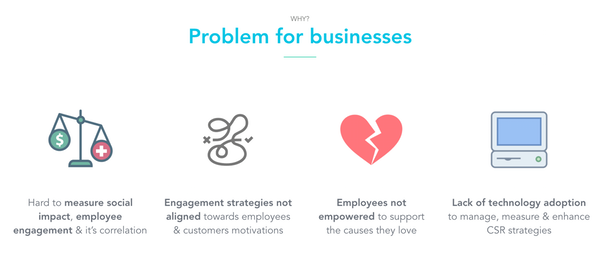 WHY?
Problem for businesses
$
Hard to measure social
impact, employee
engagement & it's correlation
Engagement strategies not
aligned towards employees
& customers motivations
Employees not
empowered to support
the causes they love
Lack of technology adoption
to manage, measure & enhance
CSR strategies